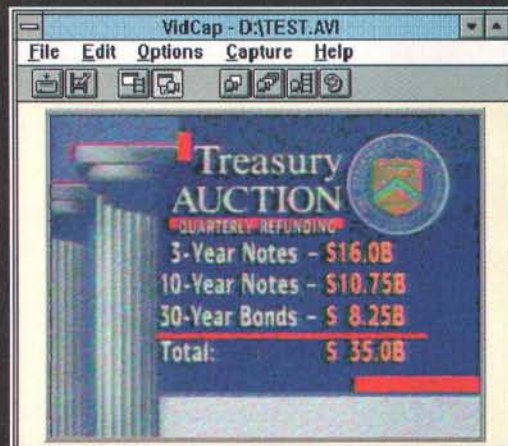 VidCap - D:\TEST.AVI
File Edit Options Capture Help
Treasury
AUCTION
QUARTERLY REFUNDING
3-Year Notes - $16.0B
10-Year Notes - $10.75B
30-Year Bonds - $ 8.25B
Total: $ 35.0B